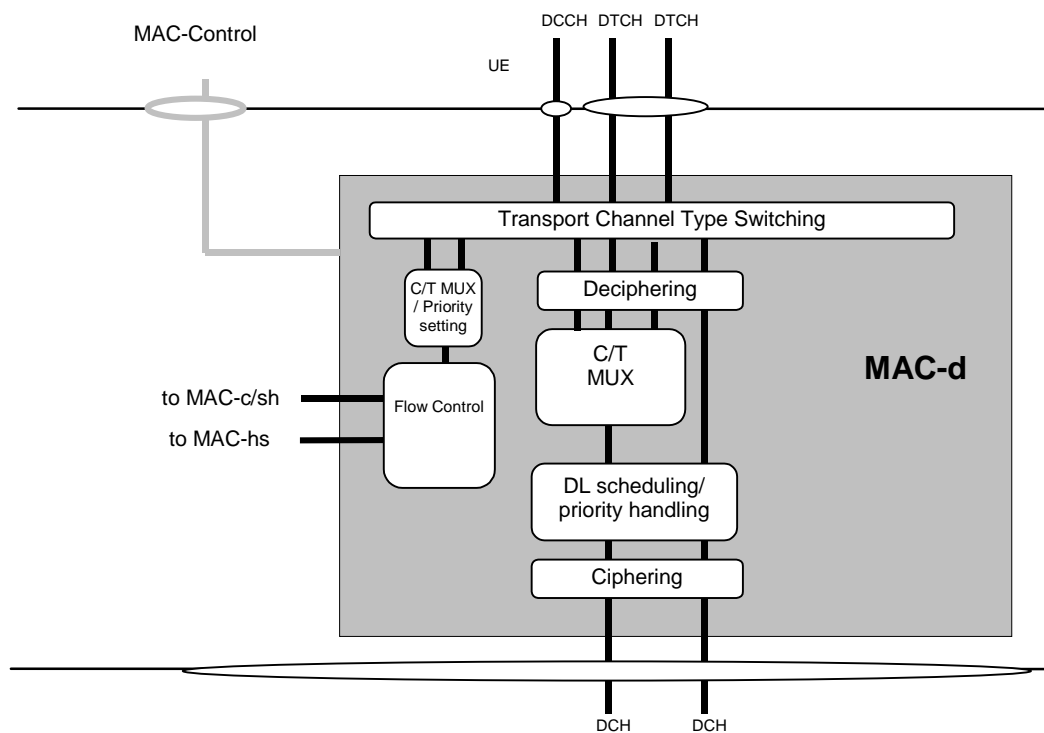 DCCH DTCH DTCH
MAC-Control
UE
Transport Channel Type Switching
C/T MUX
/ Priority
setting
Deciphering
C/T
MUX
MAC-d
to MAC-c/sh
Flow Control
to MAC-hs
DL scheduling/
priority handling
Ciphering
DCH DCH